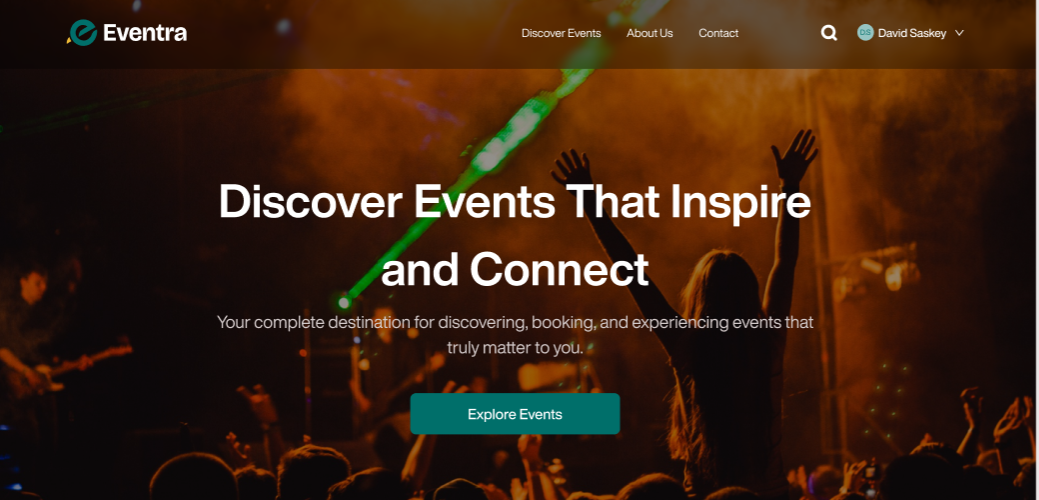 Eventra
Discover Events
About Us
Contact
DS
David Saskey
Discover Events That Inspire
and Connect
Your complete destination for discovering, booking, and experiencing events that
truly matter to you.
Explore Events